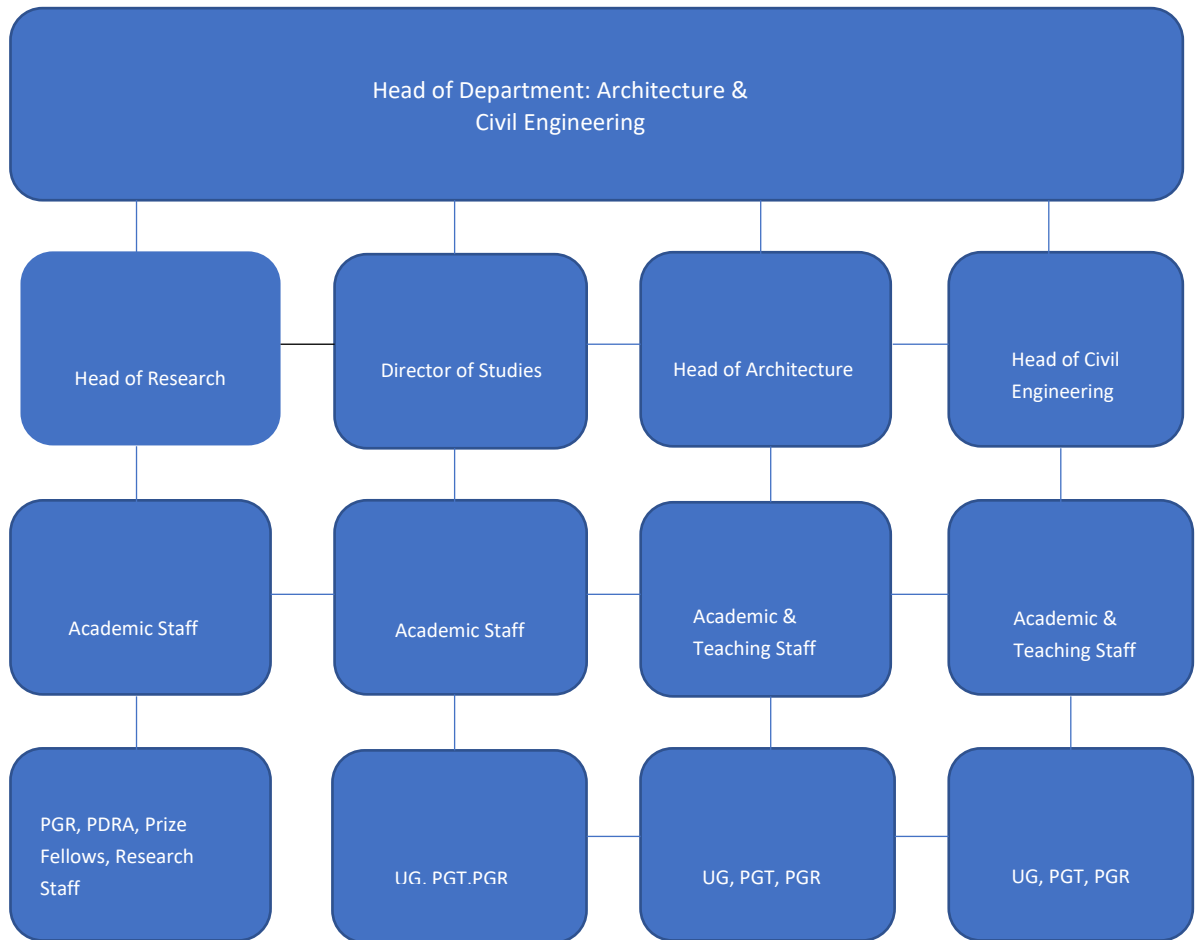 Head of Department: Architecture &
Civil Engineering
Head of Research
Director of Studies
Head of Architecture
Head of Civil
Engineering
Academic Staff
Academic Staff
Academic &
Teaching Staff
Academic &
Teaching Staff
PGR, PDRA, Prize
Fellows, Research
Staff
UG, PGT,PGR
UG, PGT, PGR
UG, PGT, PGR